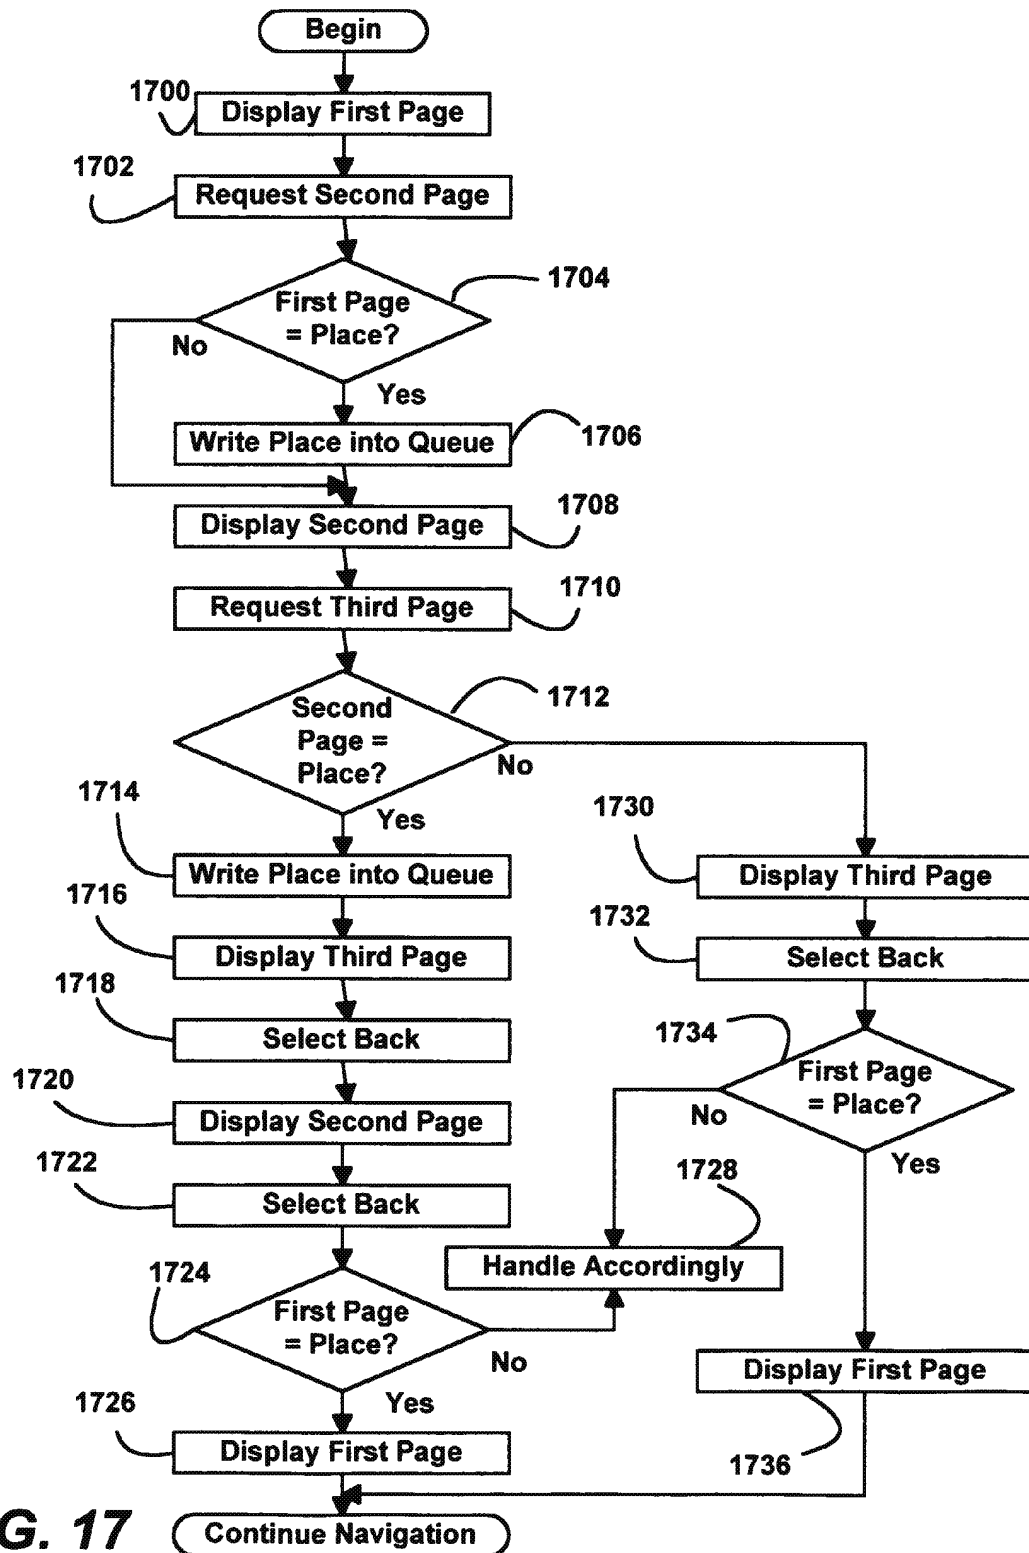 Begin
1700
Display First Page
1702
Request Second Page
1704
First Page
= Place?
No
Yes
Write Place into Queue
1706
1708
Display Second Page
1710
Request Third Page
1712
Second
Page =
Place?
No
Yes
1714
Write Place into Queue
1730
Display Third Page
1716
Display Third Page
1732
Select Back
1718
Select Back
1734
First Page
= Place?
No
Yes
1720
Display Second Page
1722
Select Back
1728
Handle Accordingly
1724
First Page
= Place?
No
Yes
Display First Page
1736
1726
Display First Page
G. 17
Continue Navigation